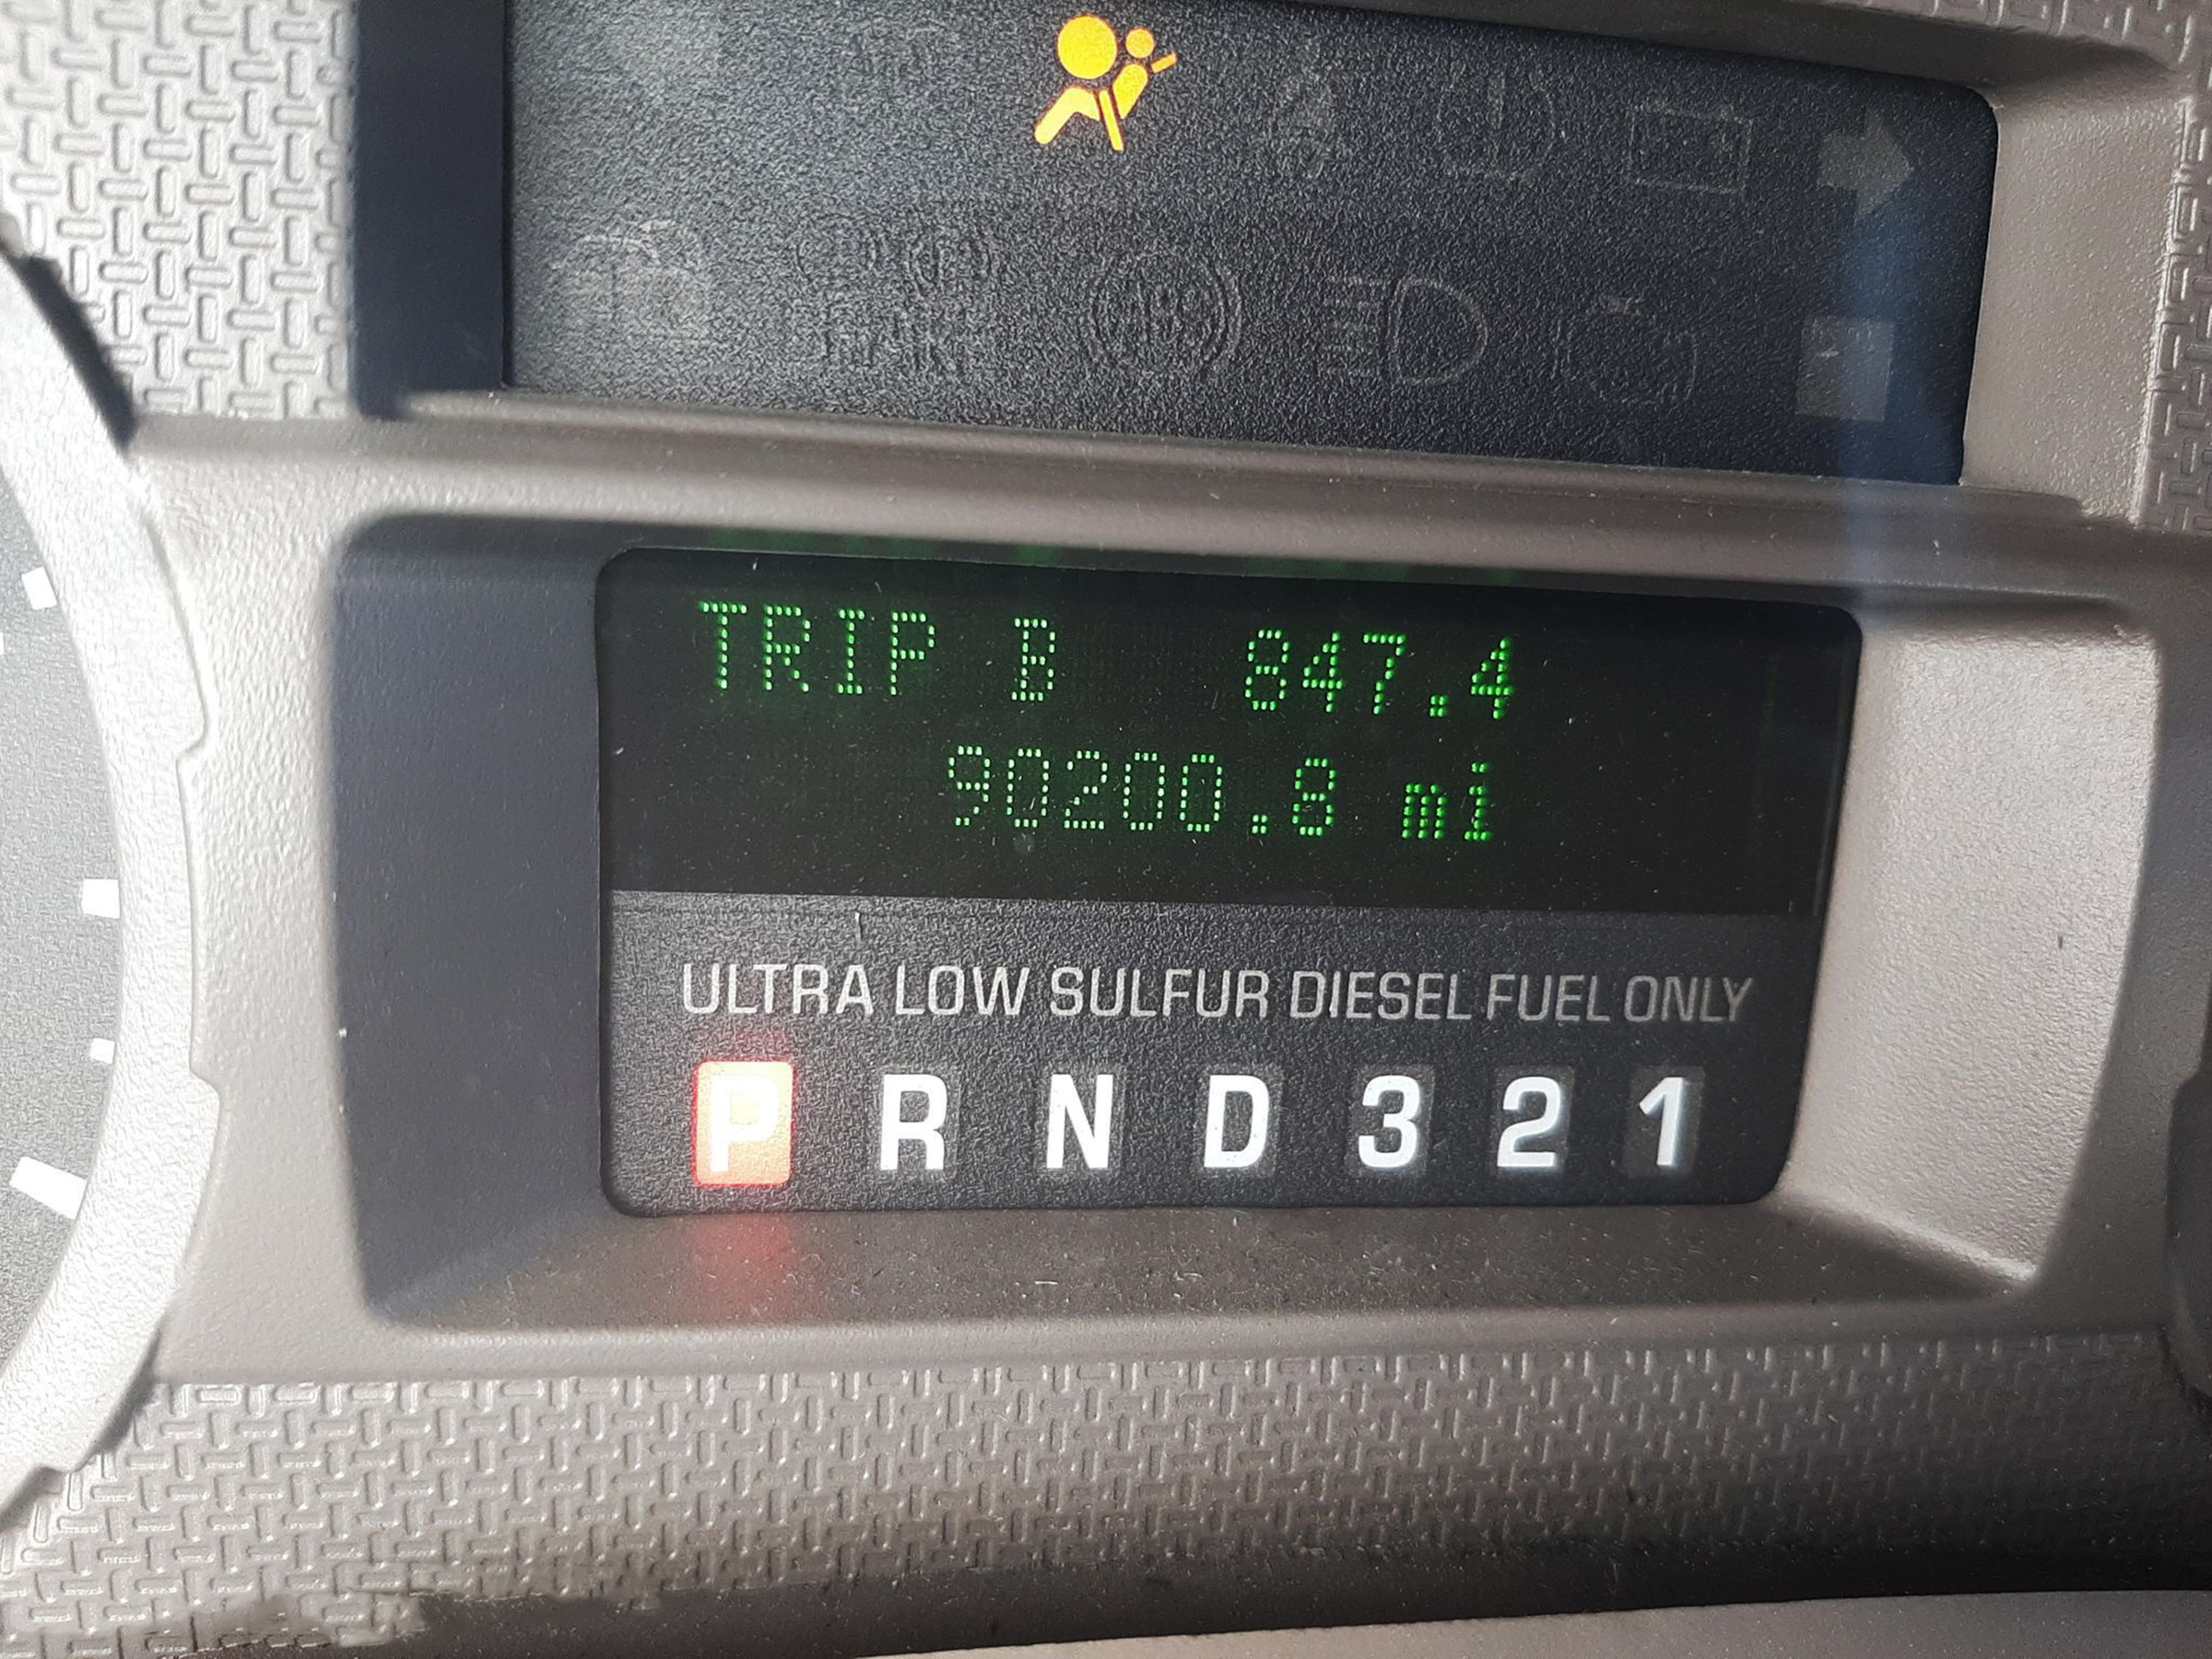 TRIP B 847.4
90200.8 mi
ULTRA LOW SULFUR DIESEL FUEL ONLY
P R N D 3 2 1